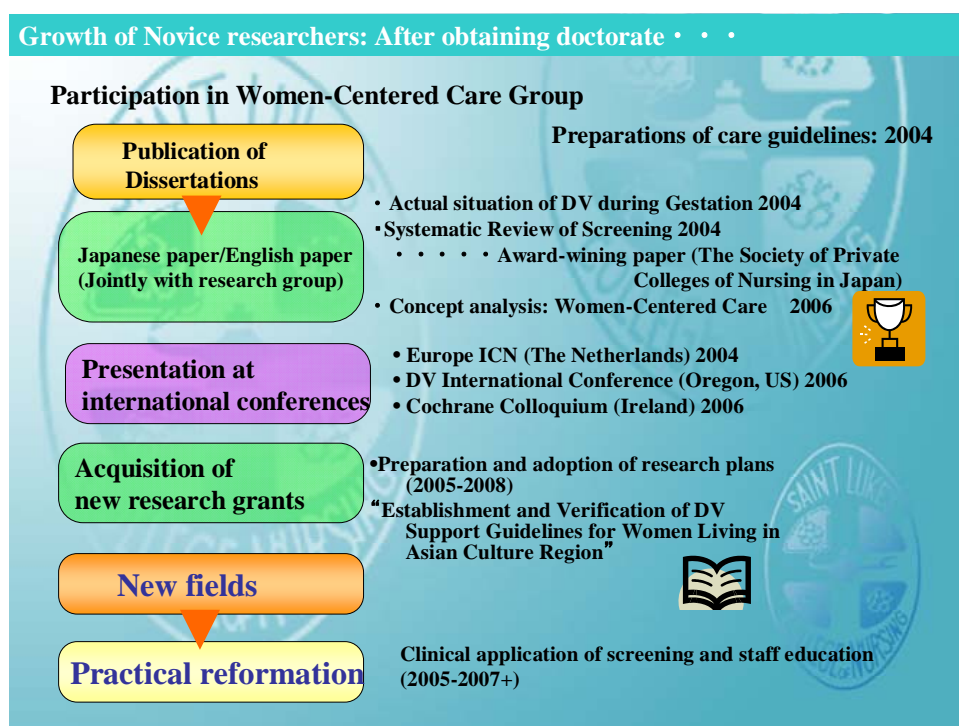 Growth of Novice researchers: After obtaining doctorate・・・
Participation in Women-Centered Care Group
Preparations of care guidelines: 2004
Publication of
Dissertations
Japanese paper/English paper
(Jointly with research group)
・Actual situation of DV during Gestation 2004
・Systematic Review of Screening 2004
・・・・・Award-wining paper (The Society of Private
Colleges of Nursing in Japan)
・Concept analysis: Women-Centered Care 2006
Presentation at
international conferences
• Europe ICN (The Netherlands) 2004
• DV International Conference (Oregon, US) 2006
• Cochrane Colloquium (Ireland) 2006
Acquisition of
new research grants
•Preparation and adoption of research plans
(2005-2008)
“Establishment and Verification of DV
Support Guidelines for Women Living in
Asian Culture Region”
New fields
Practical reformation
Clinical application of screening and staff education
(2005-2007+)
SAINT LUKE